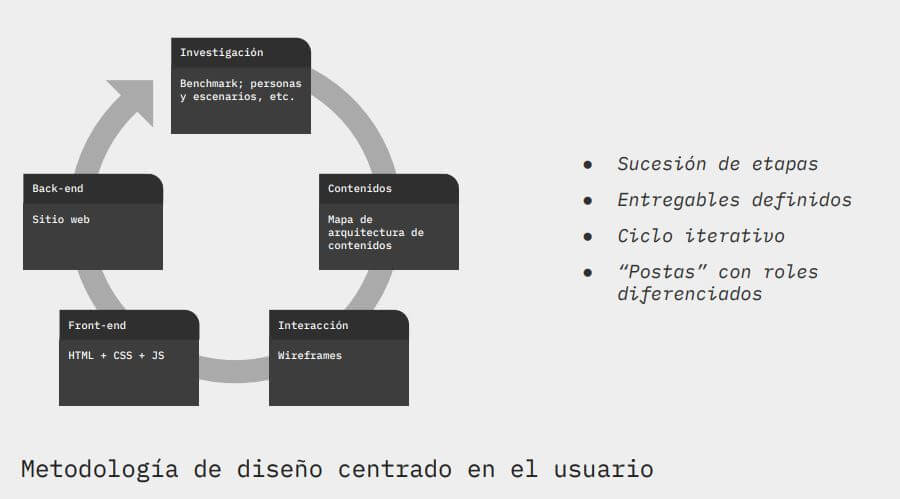 Investigación
Benchmark; personas
y escenarios, etc.
Back-end
Sitio web
Contenidos
Mapa de
arquitectura de
contenidos
Front-end
HTML + CSS + JS
Interacción
Wireframes
● Sucesión de etapas
● Entregables definidos
● Ciclo iterativo
● “Postas” con roles
diferenciados
Metodología de diseño centrado en el usuario